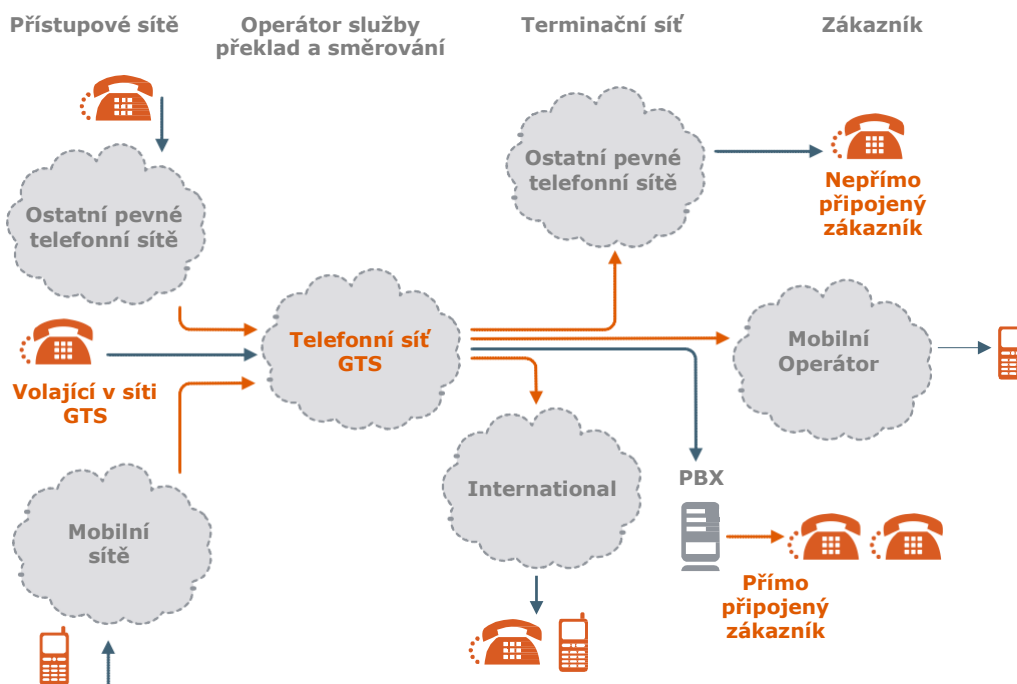 Přístupové sítě
Operátor služby
překlad a směrování
Terminační síť
Zákazník
Ostatní pevné
telefonní sítě
Ostatní pevné
telefonní sítě
Nepřímo
připojený
zákazník
Telefonní síť
GTS
Mobilní
Operátor
Volající v síti
GTS
International
PBX
Mobilní
sítě
Přímo
připojený
zákazník